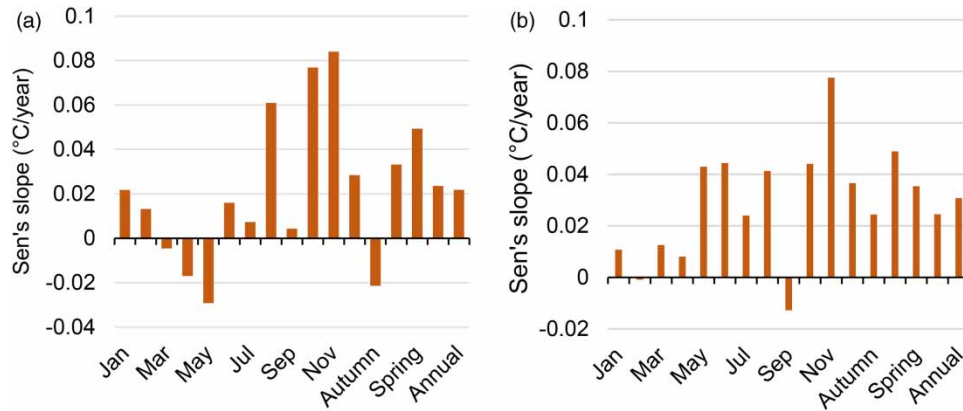 (a)
Sen's slope (°C/year)
0.1
0.08
0.06
0.04
0.02
0
-0.02
-0.04
Jan
Mar
May
Jul
Sep
Nov
Autumn
Spring
Annual
(b)
Sen's slope (°C/year)
0.1
0.08
0.06
0.04
0.02
0
-0.02
Jan
Mar
May
Jul
Sep
Nov
Autumn
Spring
Annual